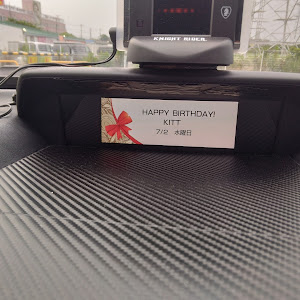 KNIGHT RIDER
HAPPY BIRTHDAY!
KITT
7/2 水曜日